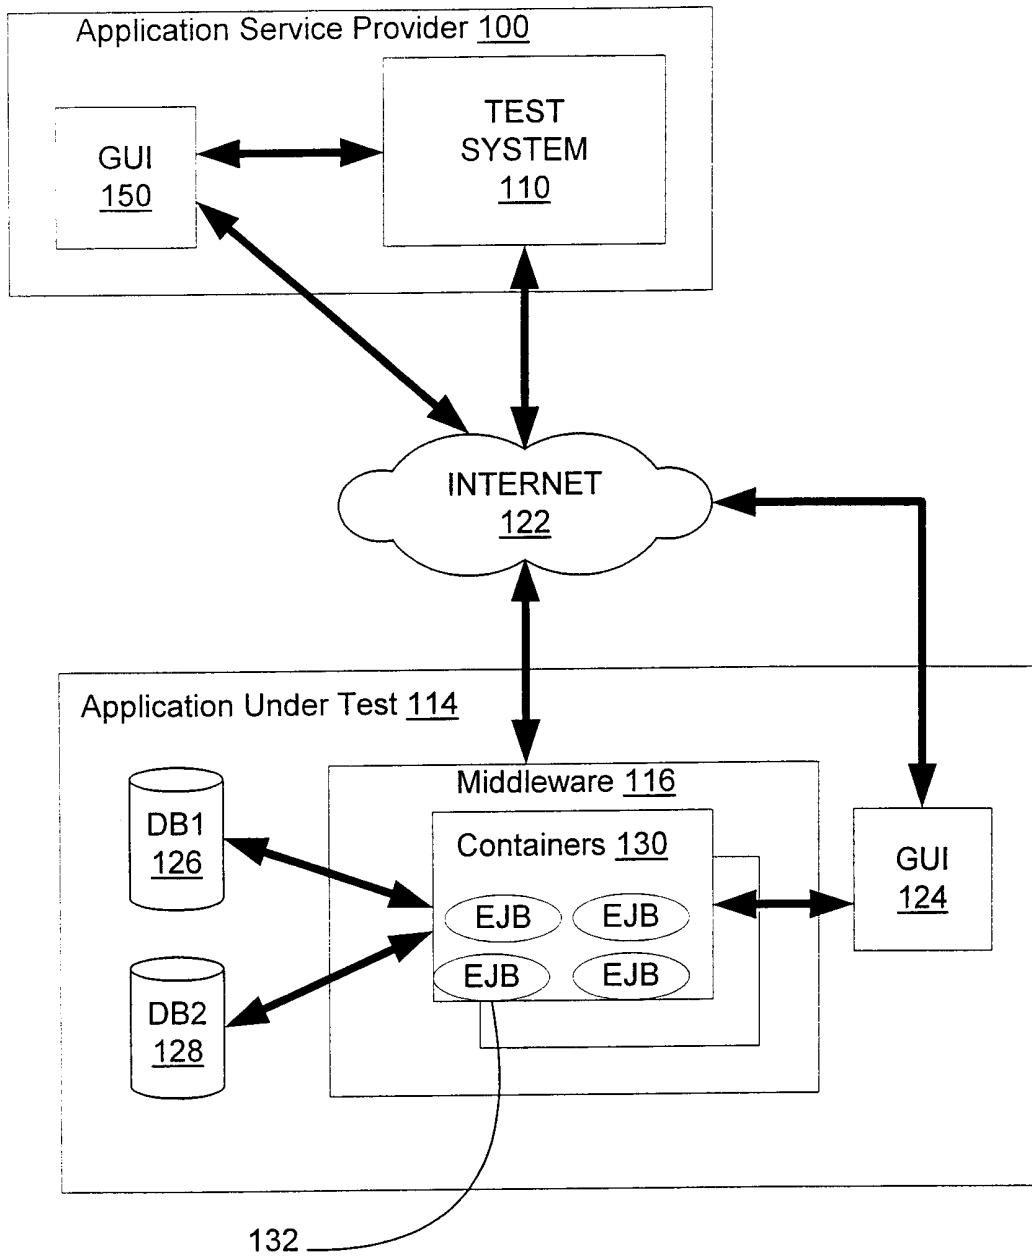 Application Service Provider 100
GUI
150
TEST
SYSTEM
110
INTERNET
122
Application Under Test 114
Middleware 116
DB1
126
Containers 130
GUI
124
EJB
EJB
EJB
EJB
DB2
128
132